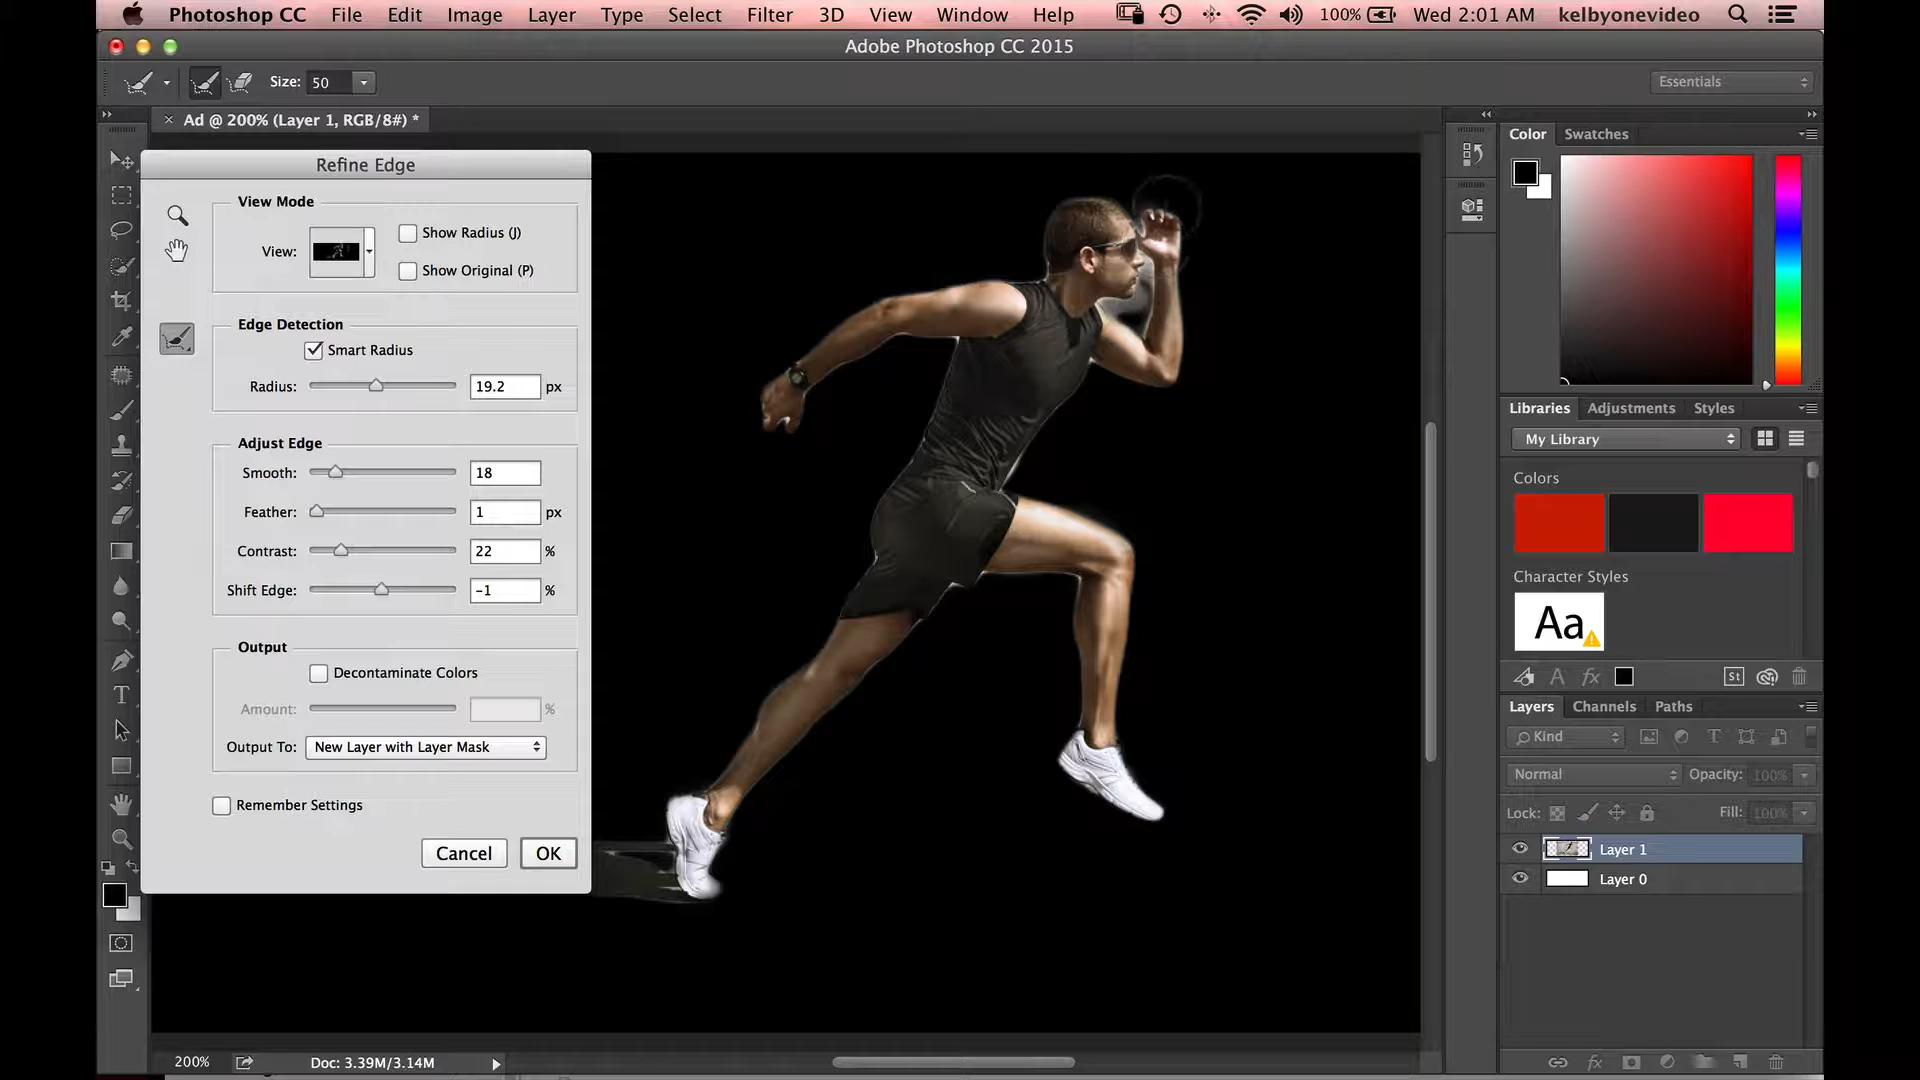 Photoshop CC File Edit Image Layer Type Select Filter 3D View Window Help 100% Wed 2:01 AM kelbyonevideo
Adobe Photoshop CC 2015
Size: 50 Essentials
× Ad @ 200% (Layer 1, RGB/8#) *
Refine Edge
View Mode
View:
Show Radius (J)
Show Original (P)
Edge Detection
Smart Radius
Radius: 19.2 px
Adjust Edge
Smooth: 18
Feather: 1 px
Contrast: 22 %
Shift Edge: -1 %
Output
Decontaminate Colors
Amount: %
Output To: New Layer with Layer Mask
Remember Settings
Cancel OK
Color Swatches
Libraries Adjustments Styles
My Library
Colors
Character Styles
Aa
A fx St
Layers Channels Paths
Kind T
Normal Opacity: 100%
Lock: Fill: 100%
Layer 1
Layer 0
T
200% Doc: 3.39M/3.14M
fx